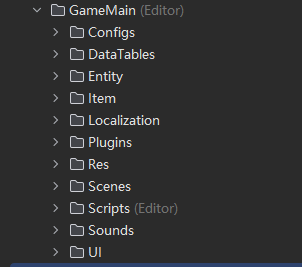 GameMain (Editor)
Configs
DataTables
Entity
Item
Localization
Plugins
Res
Scenes
Scripts (Editor)
Sounds
UI